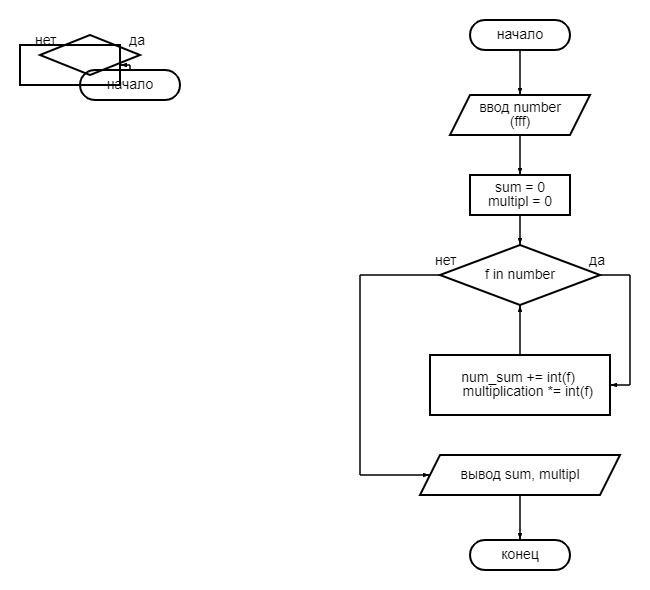 нет
да
начало
начало
ввод number
(fff)
sum = 0
multipl = 0
нет
да
f in number
num_sum += int(f)
multiplication *= int(f)
вывод sum, multipl
конец